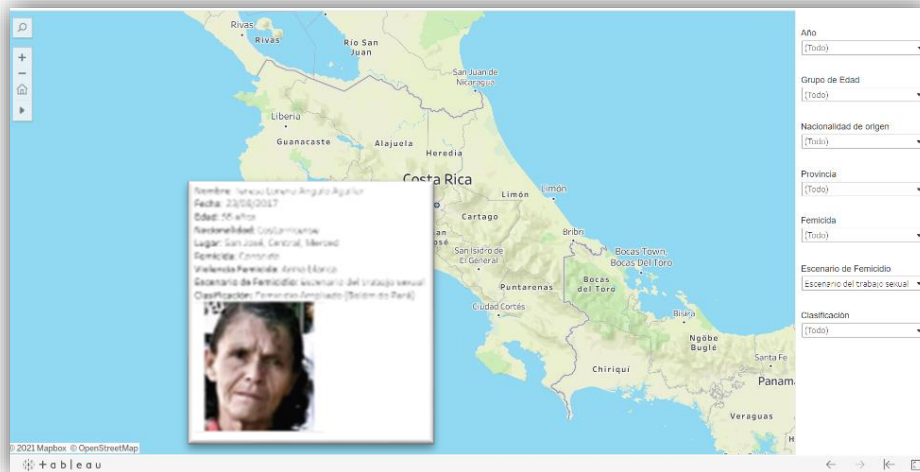 Rivas
Rivas
Río San
Juan
San Juan de
Nicaragua
Liberia
Guanacaste
Alajuela
Heredia
Costa Rica
Limón
Limón
Cartago
San
José
San Isidro de
El General
Bribri
Bocas Town,
Bocas Del Toro
Bocas
del Toro
Puntarenas
Ciudad Cortés
Bisira
Ngöbe
Buglé
Santa Fe
Chiriquí
Panamá
Veraguas
Nombre: Teresa
Fecha: 23/08/2017
Edad: 55 años
Nacionalidad: Costarricense
Lugar: San José, Central, Merced
Femicida:
Violencia Femicida: Arma blanca
Escenario de Femicidio: Escenario del trabajo sexual
Clasificación: Femicidio Ampliado (Belém do Pará)
© 2021 Mapbox © OpenStreetMap
+ a b l e a u
Año
(Todo)
Grupo de Edad
(Todo)
Nacionalidad de origen
(Todo)
Provincia
(Todo)
Femicida
(Todo)
Escenario de Femicidio
Escenario del trabajo sexual
Clasificación
(Todo)